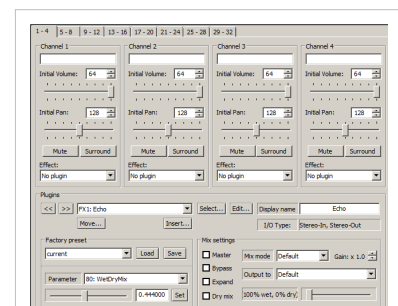 1 - 4 5 - 8 9 - 12 13 - 16 17 - 20 21 - 24 25 - 28 29 - 32
Channel 1 Channel 2 Channel 3 Channel 4
Initial Volume: 64 Initial Volume: 64 Initial Volume: 64 Initial Volume: 64
Initial Pan: 128 Initial Pan: 128 Initial Pan: 128 Initial Pan: 128
Mute Surround Mute Surround Mute Surround Mute Surround
Effect: Effect: Effect: Effect:
No plugin No plugin No plugin No plugin
Plugins
<< >> FX1: Echo Select... Edit... Display name Echo
Move... Insert... I/O Type: Stereo-In, Stereo-Out
Factory preset Mix settings
current Load Save Master Mix mode Default Gain: x 1.0
Bypass
Parameter 80: WetDryMix Expand Output to Default
0.444000 Set Dry mix 100% wet, 0% dry